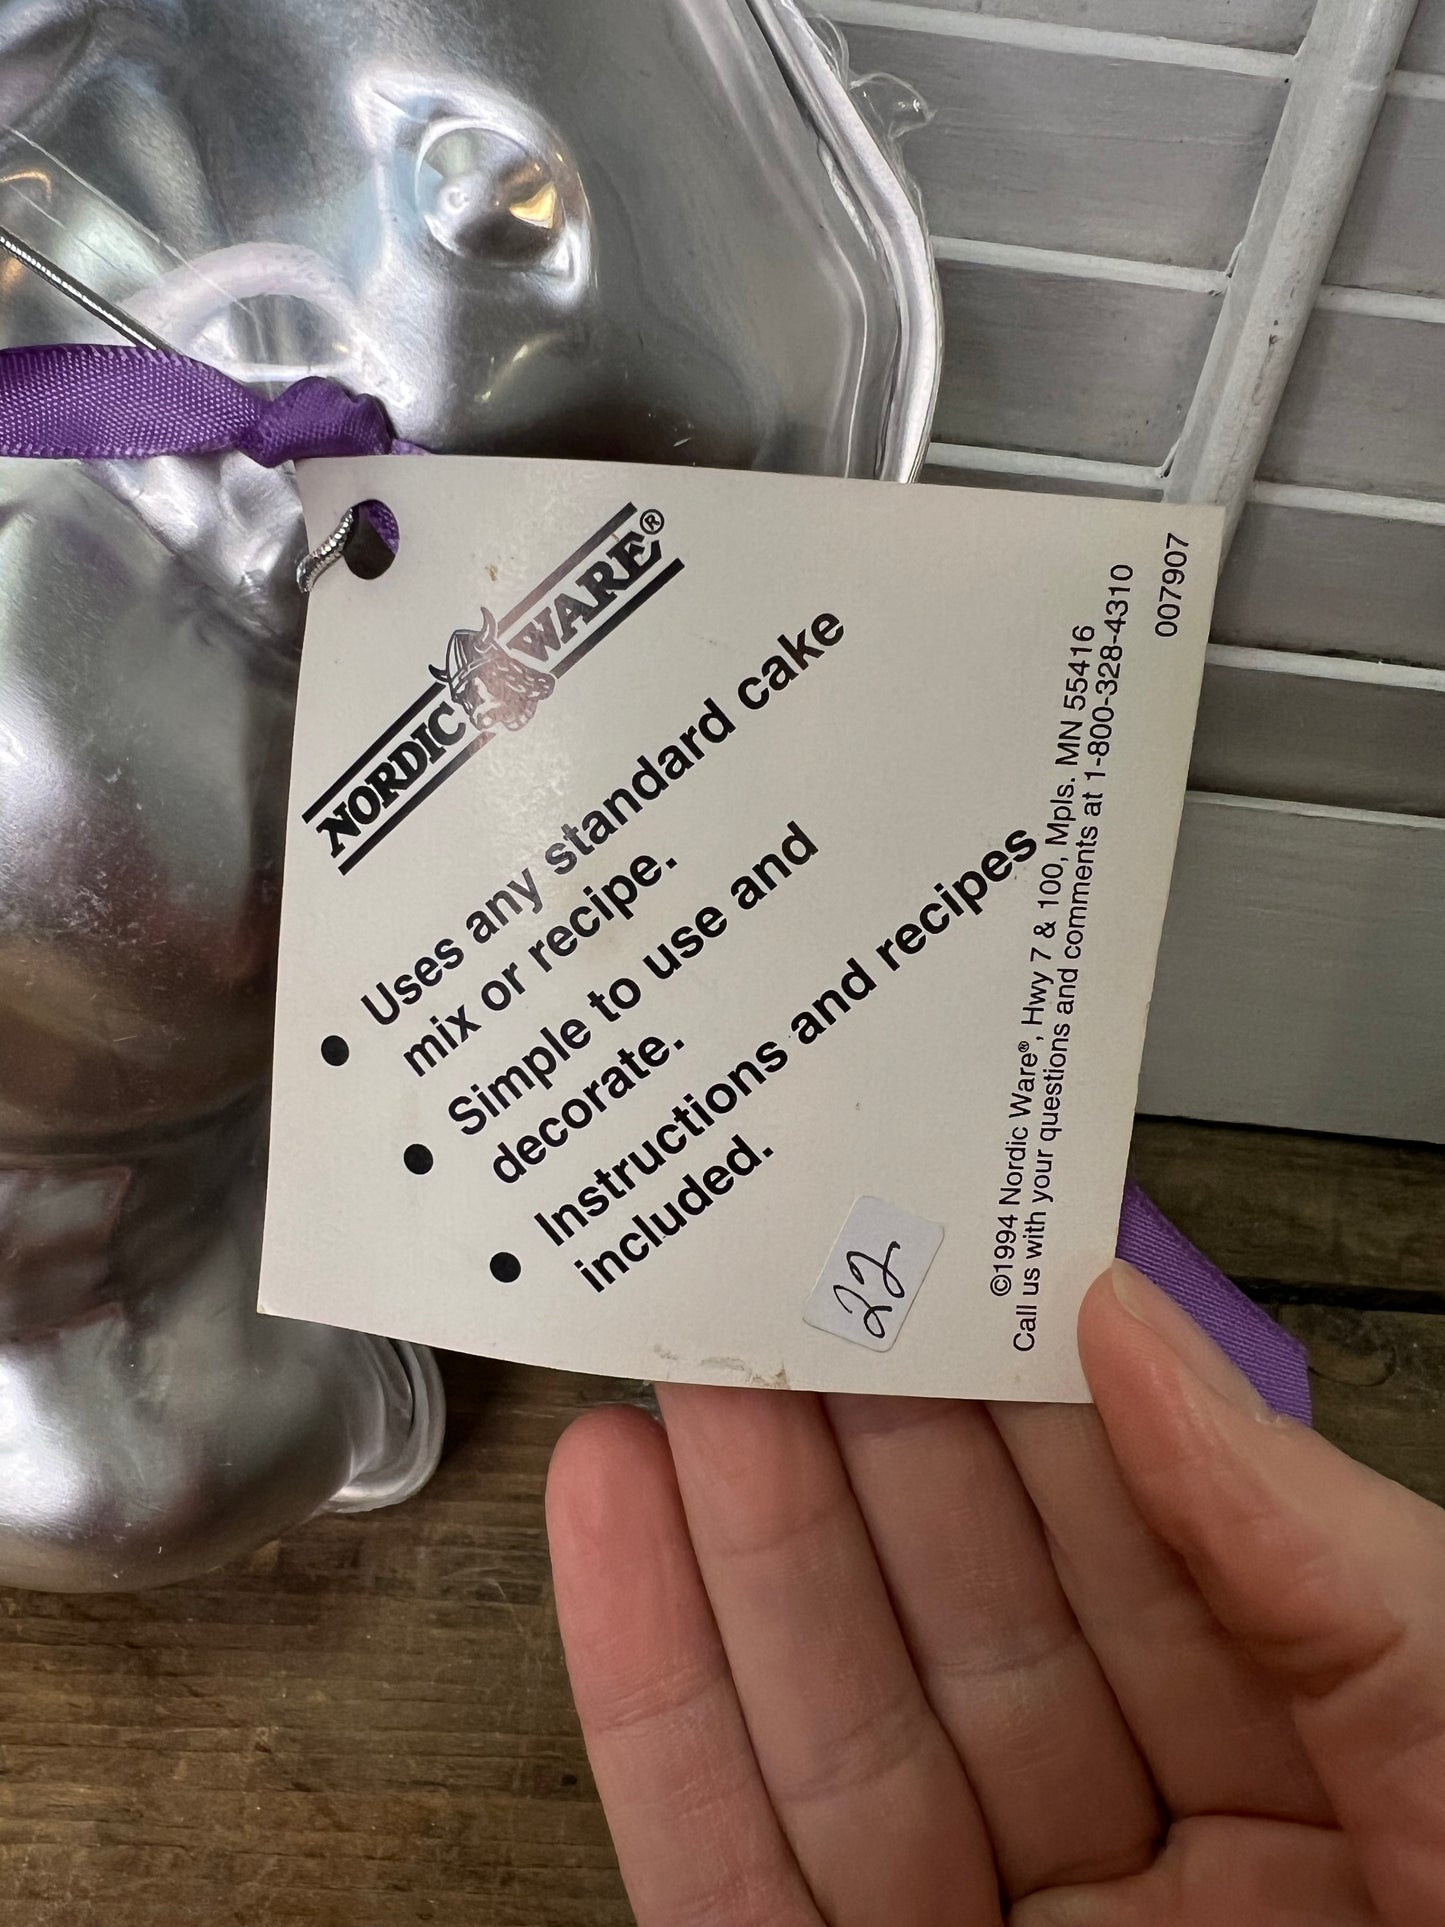 NORDIC WARE®
● Uses any standard cake
mix or recipe.
● Simple to use and
decorate.
● Instructions and recipes
included.
22
©1994 Nordic Ware®, Hwy 7 & 100, Mpls. MN 55416
Call us with your questions and comments at 1-800-328-4310
007907